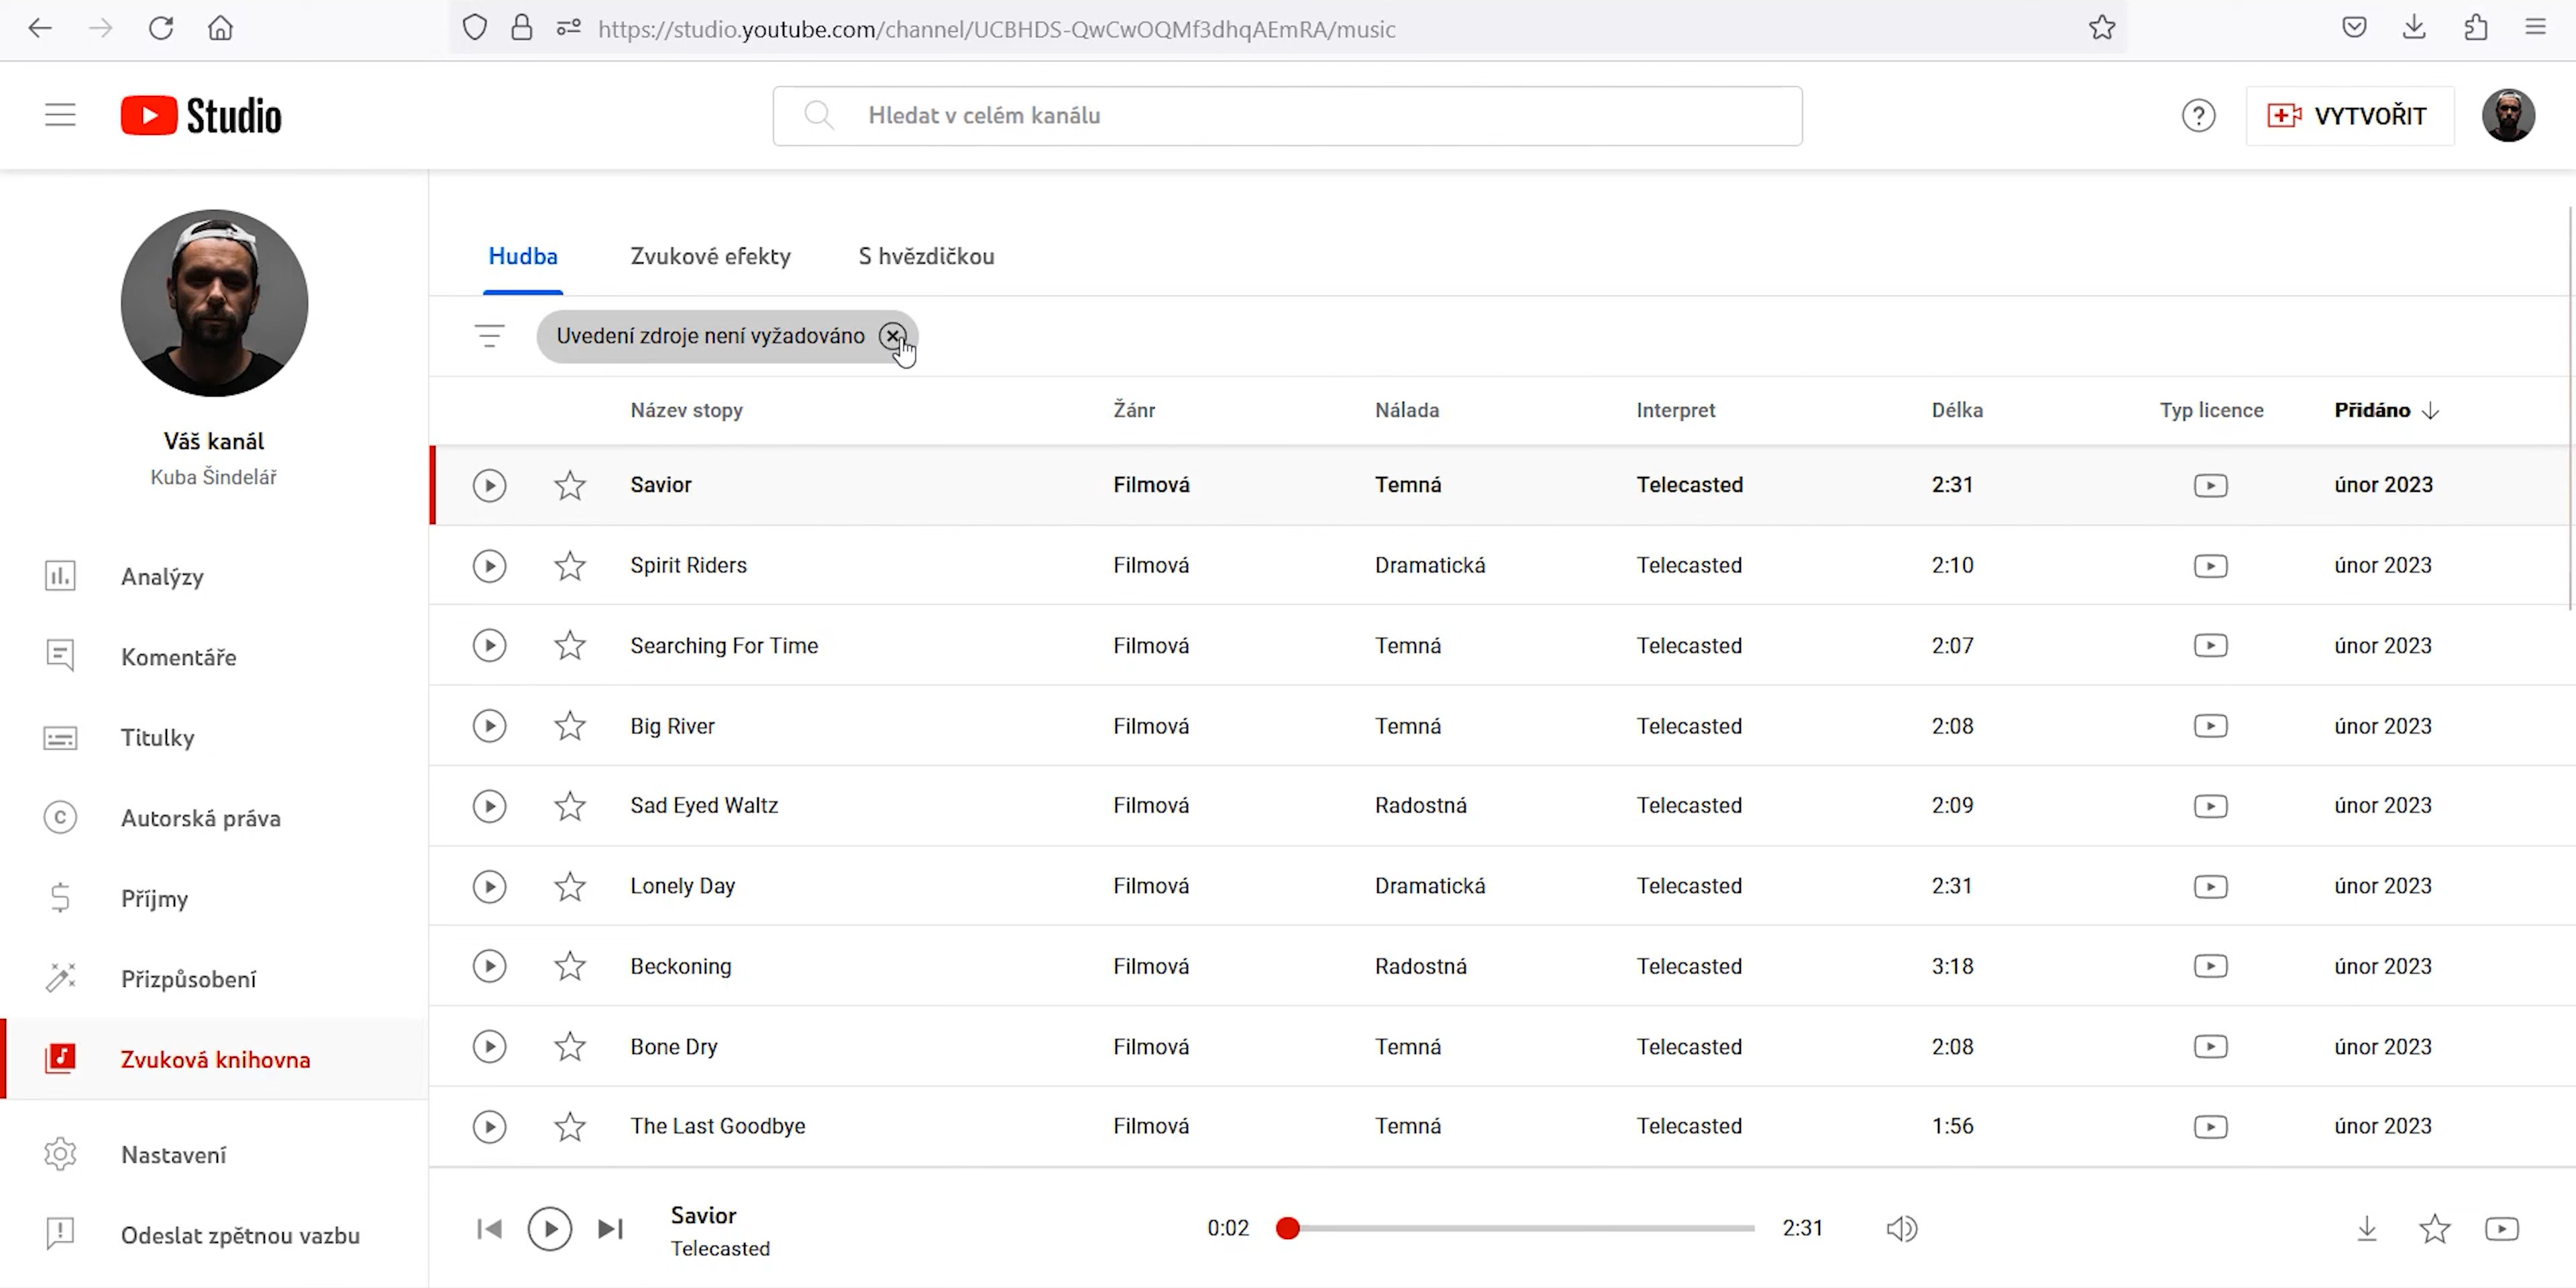 https://studio.youtube.com/channel/UCBHDS-QwCwOQMf3dhqAEmRA/music
Studio
Hledat v celém kanálu
VYTVOŘIT
Váš kanál
Kuba Šindelář
Analýzy
Komentáře
Titulky
Autorská práva
Příjmy
Přizpůsobení
Zvuková knihovna
Nastavení
Odeslat zpětnou vazbu
Hudba Zvukové efekty S hvězdičkou
Uvedení zdroje není vyžadováno
Název stopy Žánr Nálada Interpret Délka Typ licence Přidáno
Savior Filmová Temná Telecasted 2:31 únor 2023
Spirit Riders Filmová Dramatická Telecasted 2:10 únor 2023
Searching For Time Filmová Temná Telecasted 2:07 únor 2023
Big River Filmová Temná Telecasted 2:08 únor 2023
Sad Eyed Waltz Filmová Radostná Telecasted 2:09 únor 2023
Lonely Day Filmová Dramatická Telecasted 2:31 únor 2023
Beckoning Filmová Radostná Telecasted 3:18 únor 2023
Bone Dry Filmová Temná Telecasted 2:08 únor 2023
The Last Goodbye Filmová Temná Telecasted 1:56 únor 2023
Savior
Telecasted
0:02 2:31